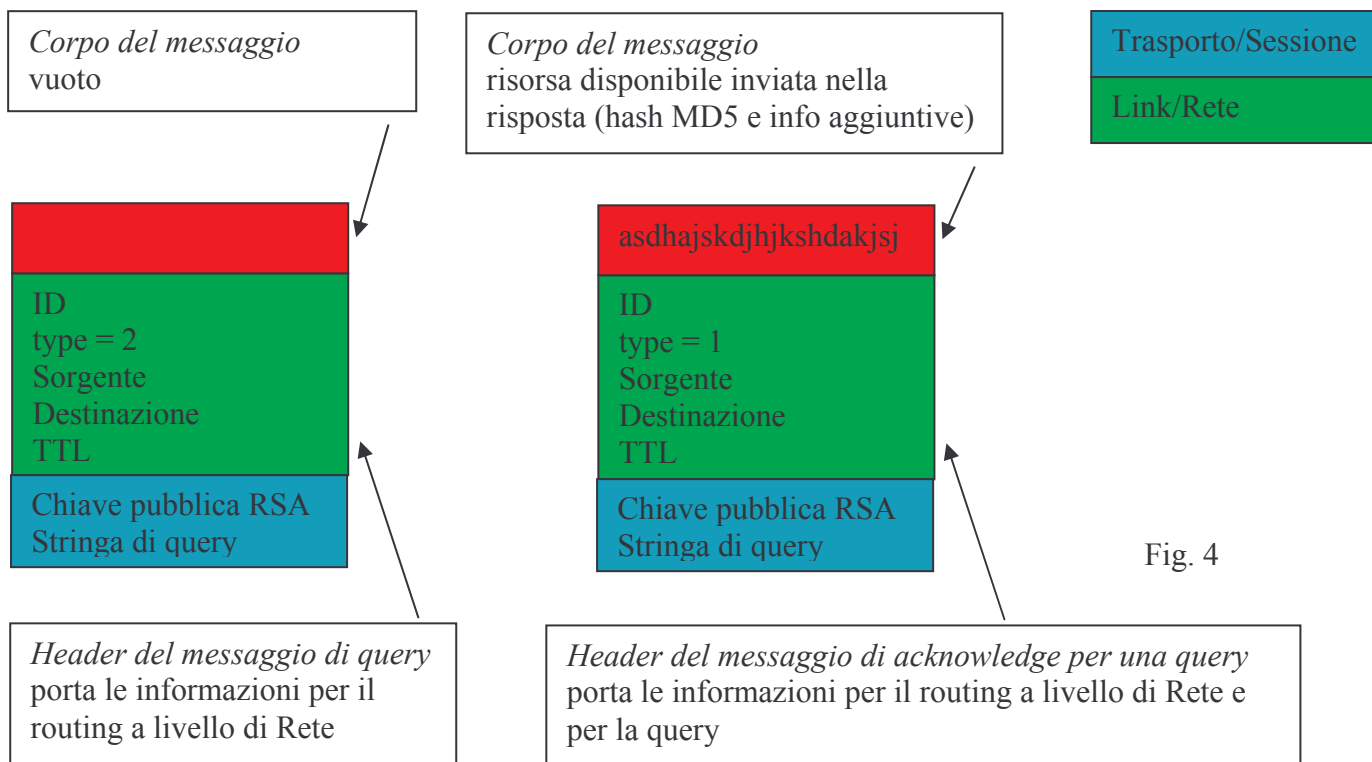 Corpo del messaggio
vuoto
Corpo del messaggio
risorsa disponibile inviata nella
risposta (hash MD5 e info aggiuntive)
Trasporto/Sessione
Link/Rete
ID
type = 2
Sorgente
Destinazione
TTL
Chiave pubblica RSA
Stringa di query
asdhajskdjhjkshdakjsj
ID
type = 1
Sorgente
Destinazione
TTL
Chiave pubblica RSA
Stringa di query
Fig. 4
Header del messaggio di query
porta le informazioni per il
routing a livello di Rete
Header del messaggio di acknowledge per una query
porta le informazioni per il routing a livello di Rete e
per la query